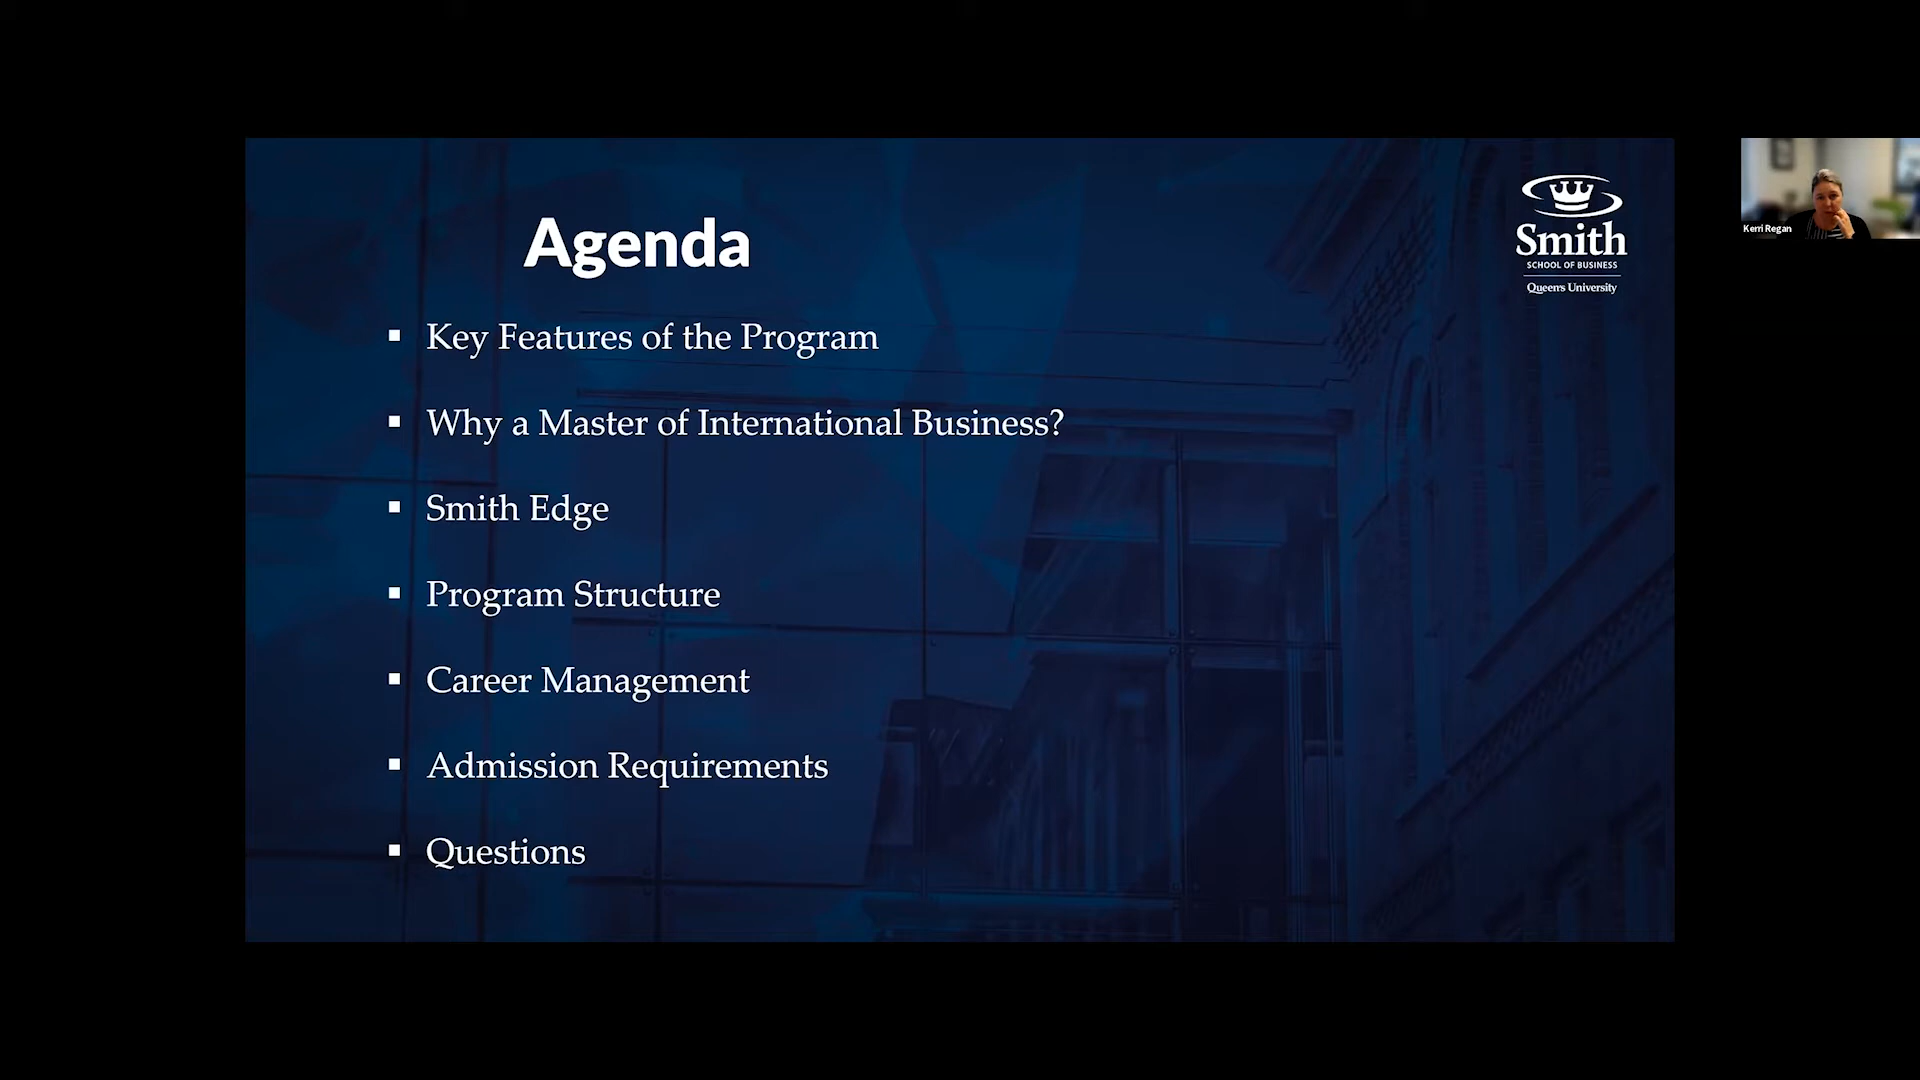 Agenda
▪ Key Features of the Program
▪ Why a Master of International Business?
▪ Smith Edge
▪ Program Structure
▪ Career Management
▪ Admission Requirements
▪ Questions
Smith
SCHOOL OF BUSINESS
Queen's University
Kerri Regan